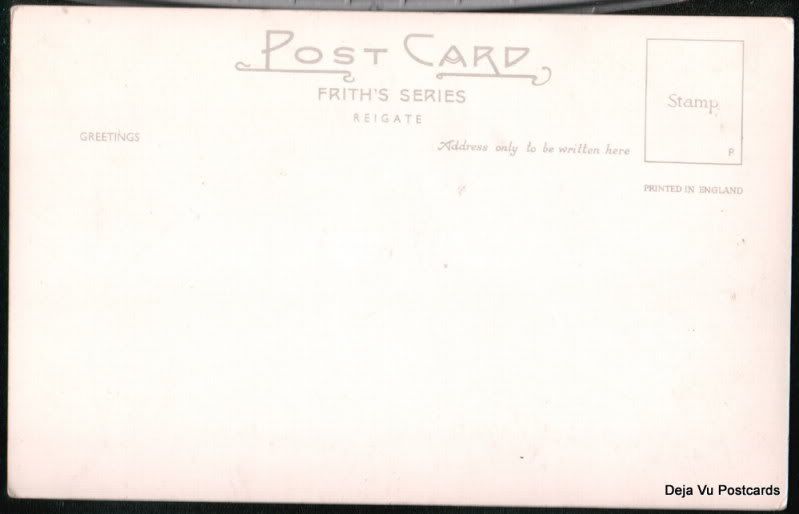 POST CARD
FRITH'S SERIES
REIGATE
GREETINGS
Address only to be written here
Stamp
P
PRINTED IN ENGLAND
Deja Vu Postcards